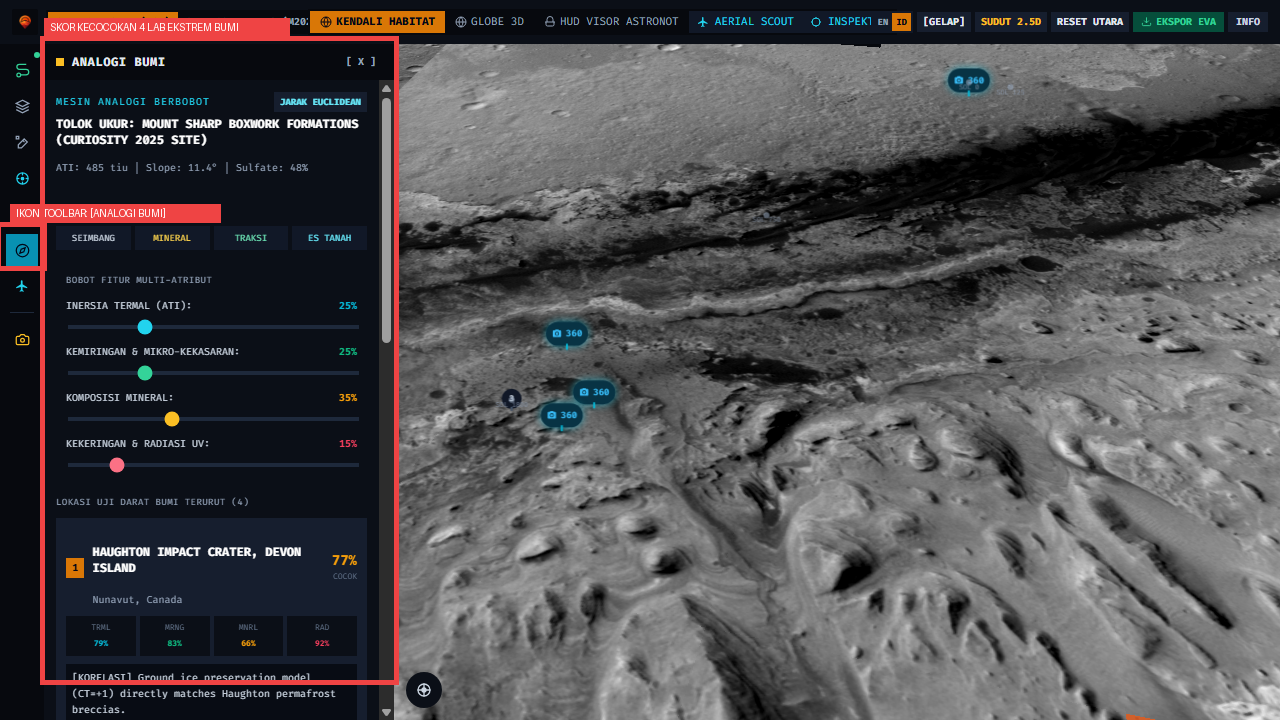 SKOR KECOCOKAN 4 LAB EKSTREM BUMI
KENDALI HABITAT
GLOBE 3D
HUD VISOR ASTRONOT
AERIAL SCOUT
INSPEK
EN
ID
[GELAP]
SUDUT 2.5D
RESET UTARA
EKSPOR EVA
INFO
ANALOGI BUMI
[ X ]
MESIN ANALOGI BERBOBOT
JARAK EUCLIDEAN
TOLOK UKUR: MOUNT SHARP BOXWORK FORMATIONS
(CURIOSITY 2025 SITE)
ATI: 485 tiu | Slope: 11.4° | Sulfate: 48%
IKON TOOLBAR [ANALOGI BUMI]
SEIMBANG
MINERAL
TRAKSI
ES TANAH
BOBOT FITUR MULTI-ATRIBUT
INERSIA TERMAL (ATI):
25%
KEMIRINGAN & MIKRO-KEKASARAN:
25%
KOMPOSISI MINERAL:
35%
KEKERINGAN & RADIASI UV:
15%
LOKASI UJI DARAT BUMI TERURUT (4)
1
HAUGHTON IMPACT CRATER, DEVON
ISLAND
77%
COCOK
Nunavut, Canada
TRML
MRNG
MNRL
RAD
79%
83%
66%
92%
[KORELASI] Ground ice preservation model
(CT=+1) directly matches Haughton permafrost
breccias.
360
360
360
360